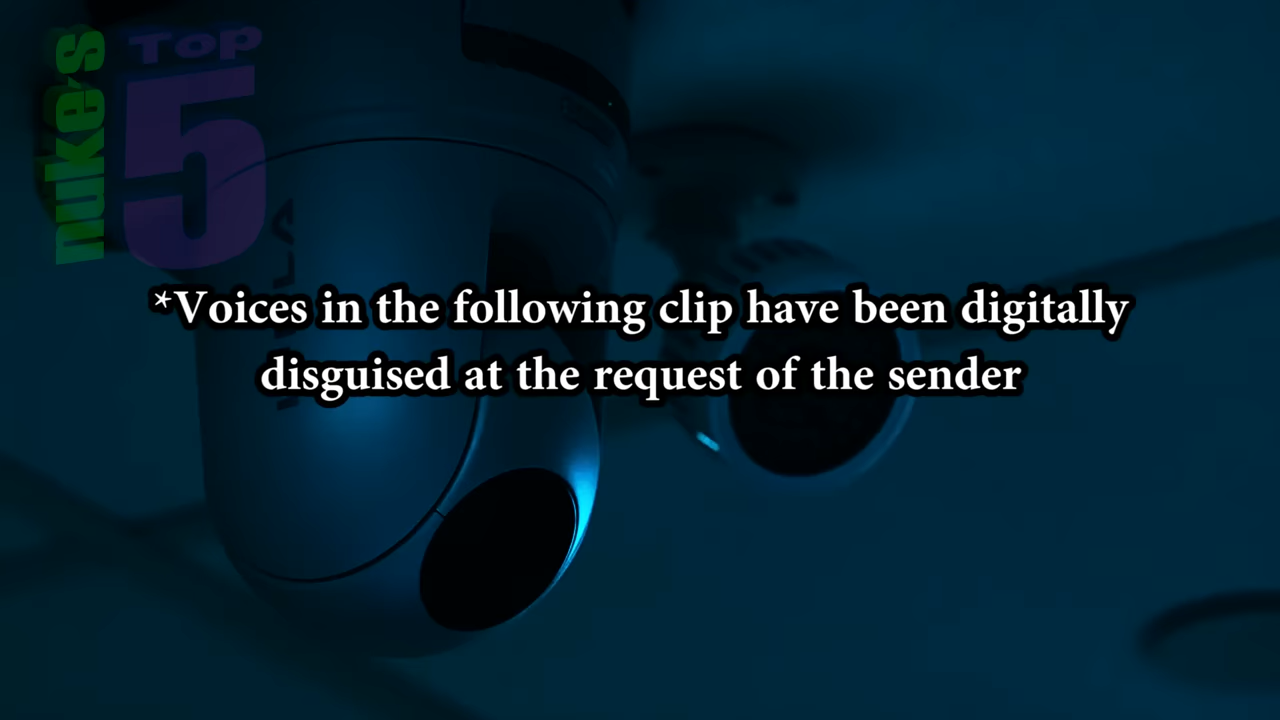 nuke's
Top
5
*Voices in the following clip have been digitally
disguised at the request of the sender